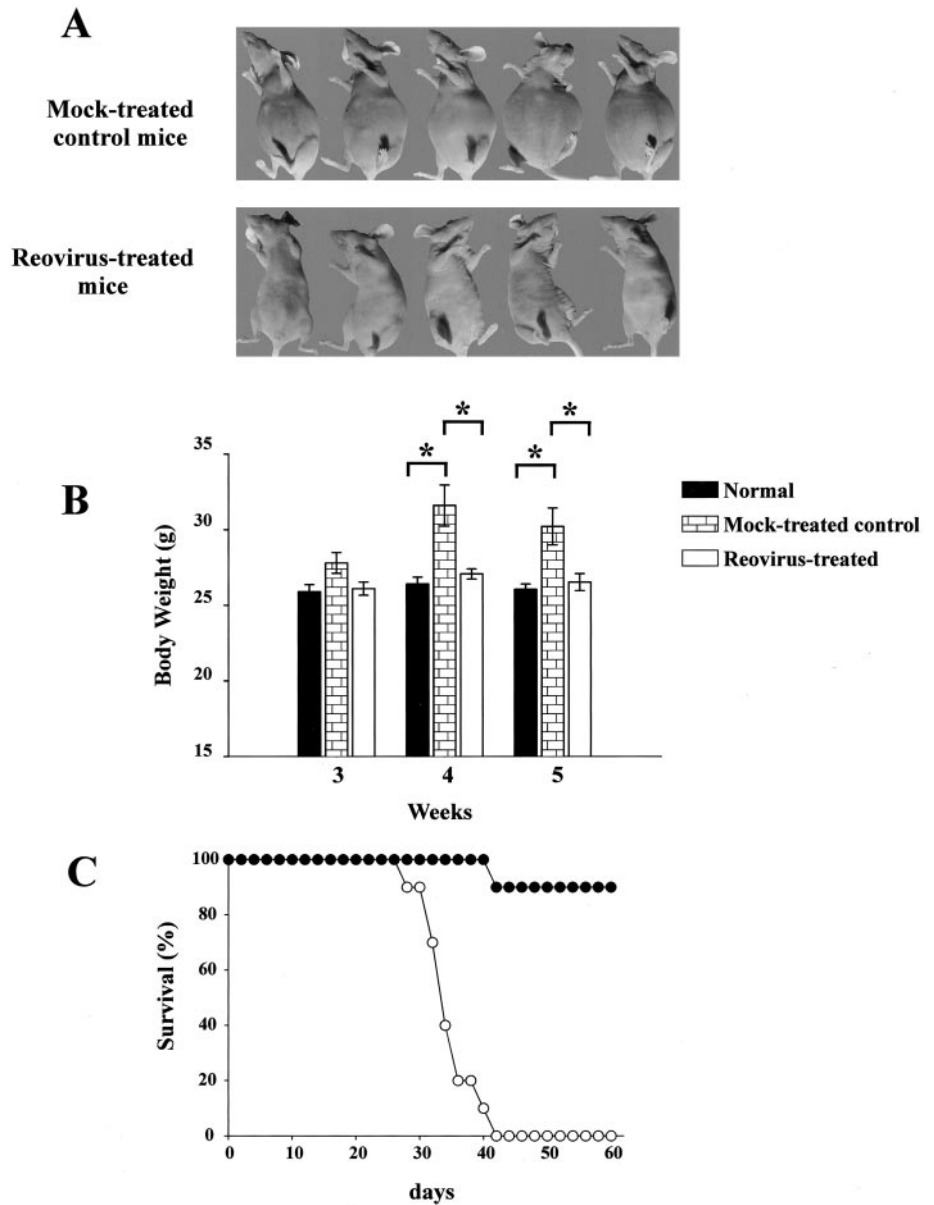 A
Mock-treated
control mice
Reovirus-treated
mice
B
Body Weight (g)
35
30
25
20
15
*
*
*
*
3
4
5
Weeks
Normal
Mock-treated control
Reovirus-treated
C
Survival (%)
100
80
60
40
20
0
0
10
20
30
40
50
60
days